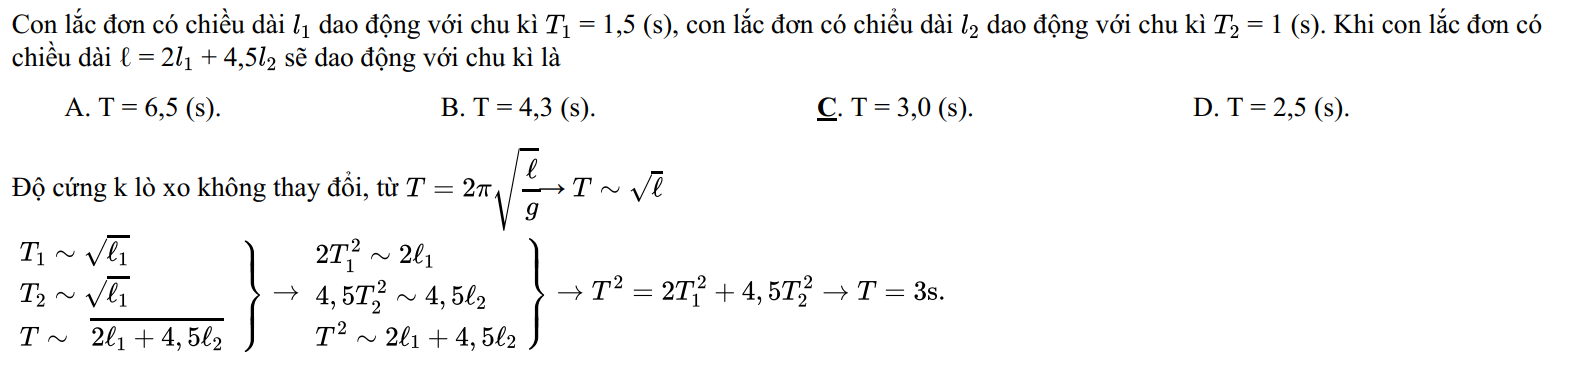 Con lắc đơn có chiều dài l₁ dao động với chu kì T₁ = 1,5 (s), con lắc đơn có chiểu dài l₂ dao động với chu kì T₂ = 1 (s). Khi con lắc đơn có
chiều dài ℓ = 2l₁ + 4,5l₂ sẽ dao động với chu kì là
A. T = 6,5 (s). B. T = 4,3 (s). C. T = 3,0 (s). D. T = 2,5 (s).
Độ cứng k lò xo không thay đổi, từ T = 2π√(ℓ/g) → T ~ √ℓ
T₁ ~ √ℓ₁
T₂ ~ √ℓ₁
T ~ 2ℓ₁ + 4,5ℓ₂
} →
2T₁² ~ 2ℓ₁
4,5T₂² ~ 4,5ℓ₂
T² ~ 2ℓ₁ + 4,5ℓ₂
} → T² = 2T₁² + 4,5T₂² → T = 3s.